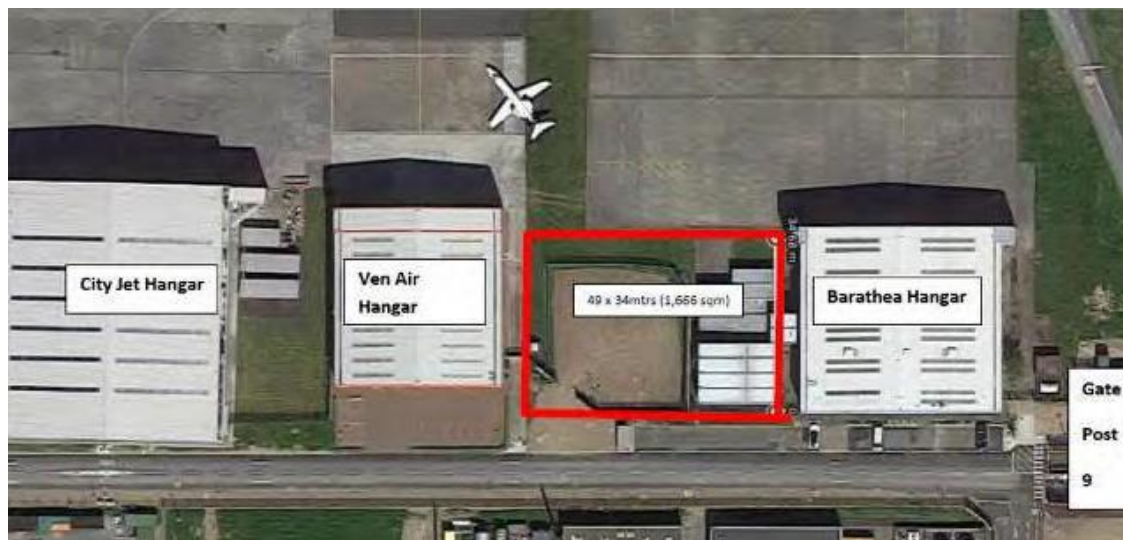 City Jet Hangar
Ven Air
Hangar
49 x 34mtrs (1,666 sqm)
Barathea Hangar
Gate
Post
9